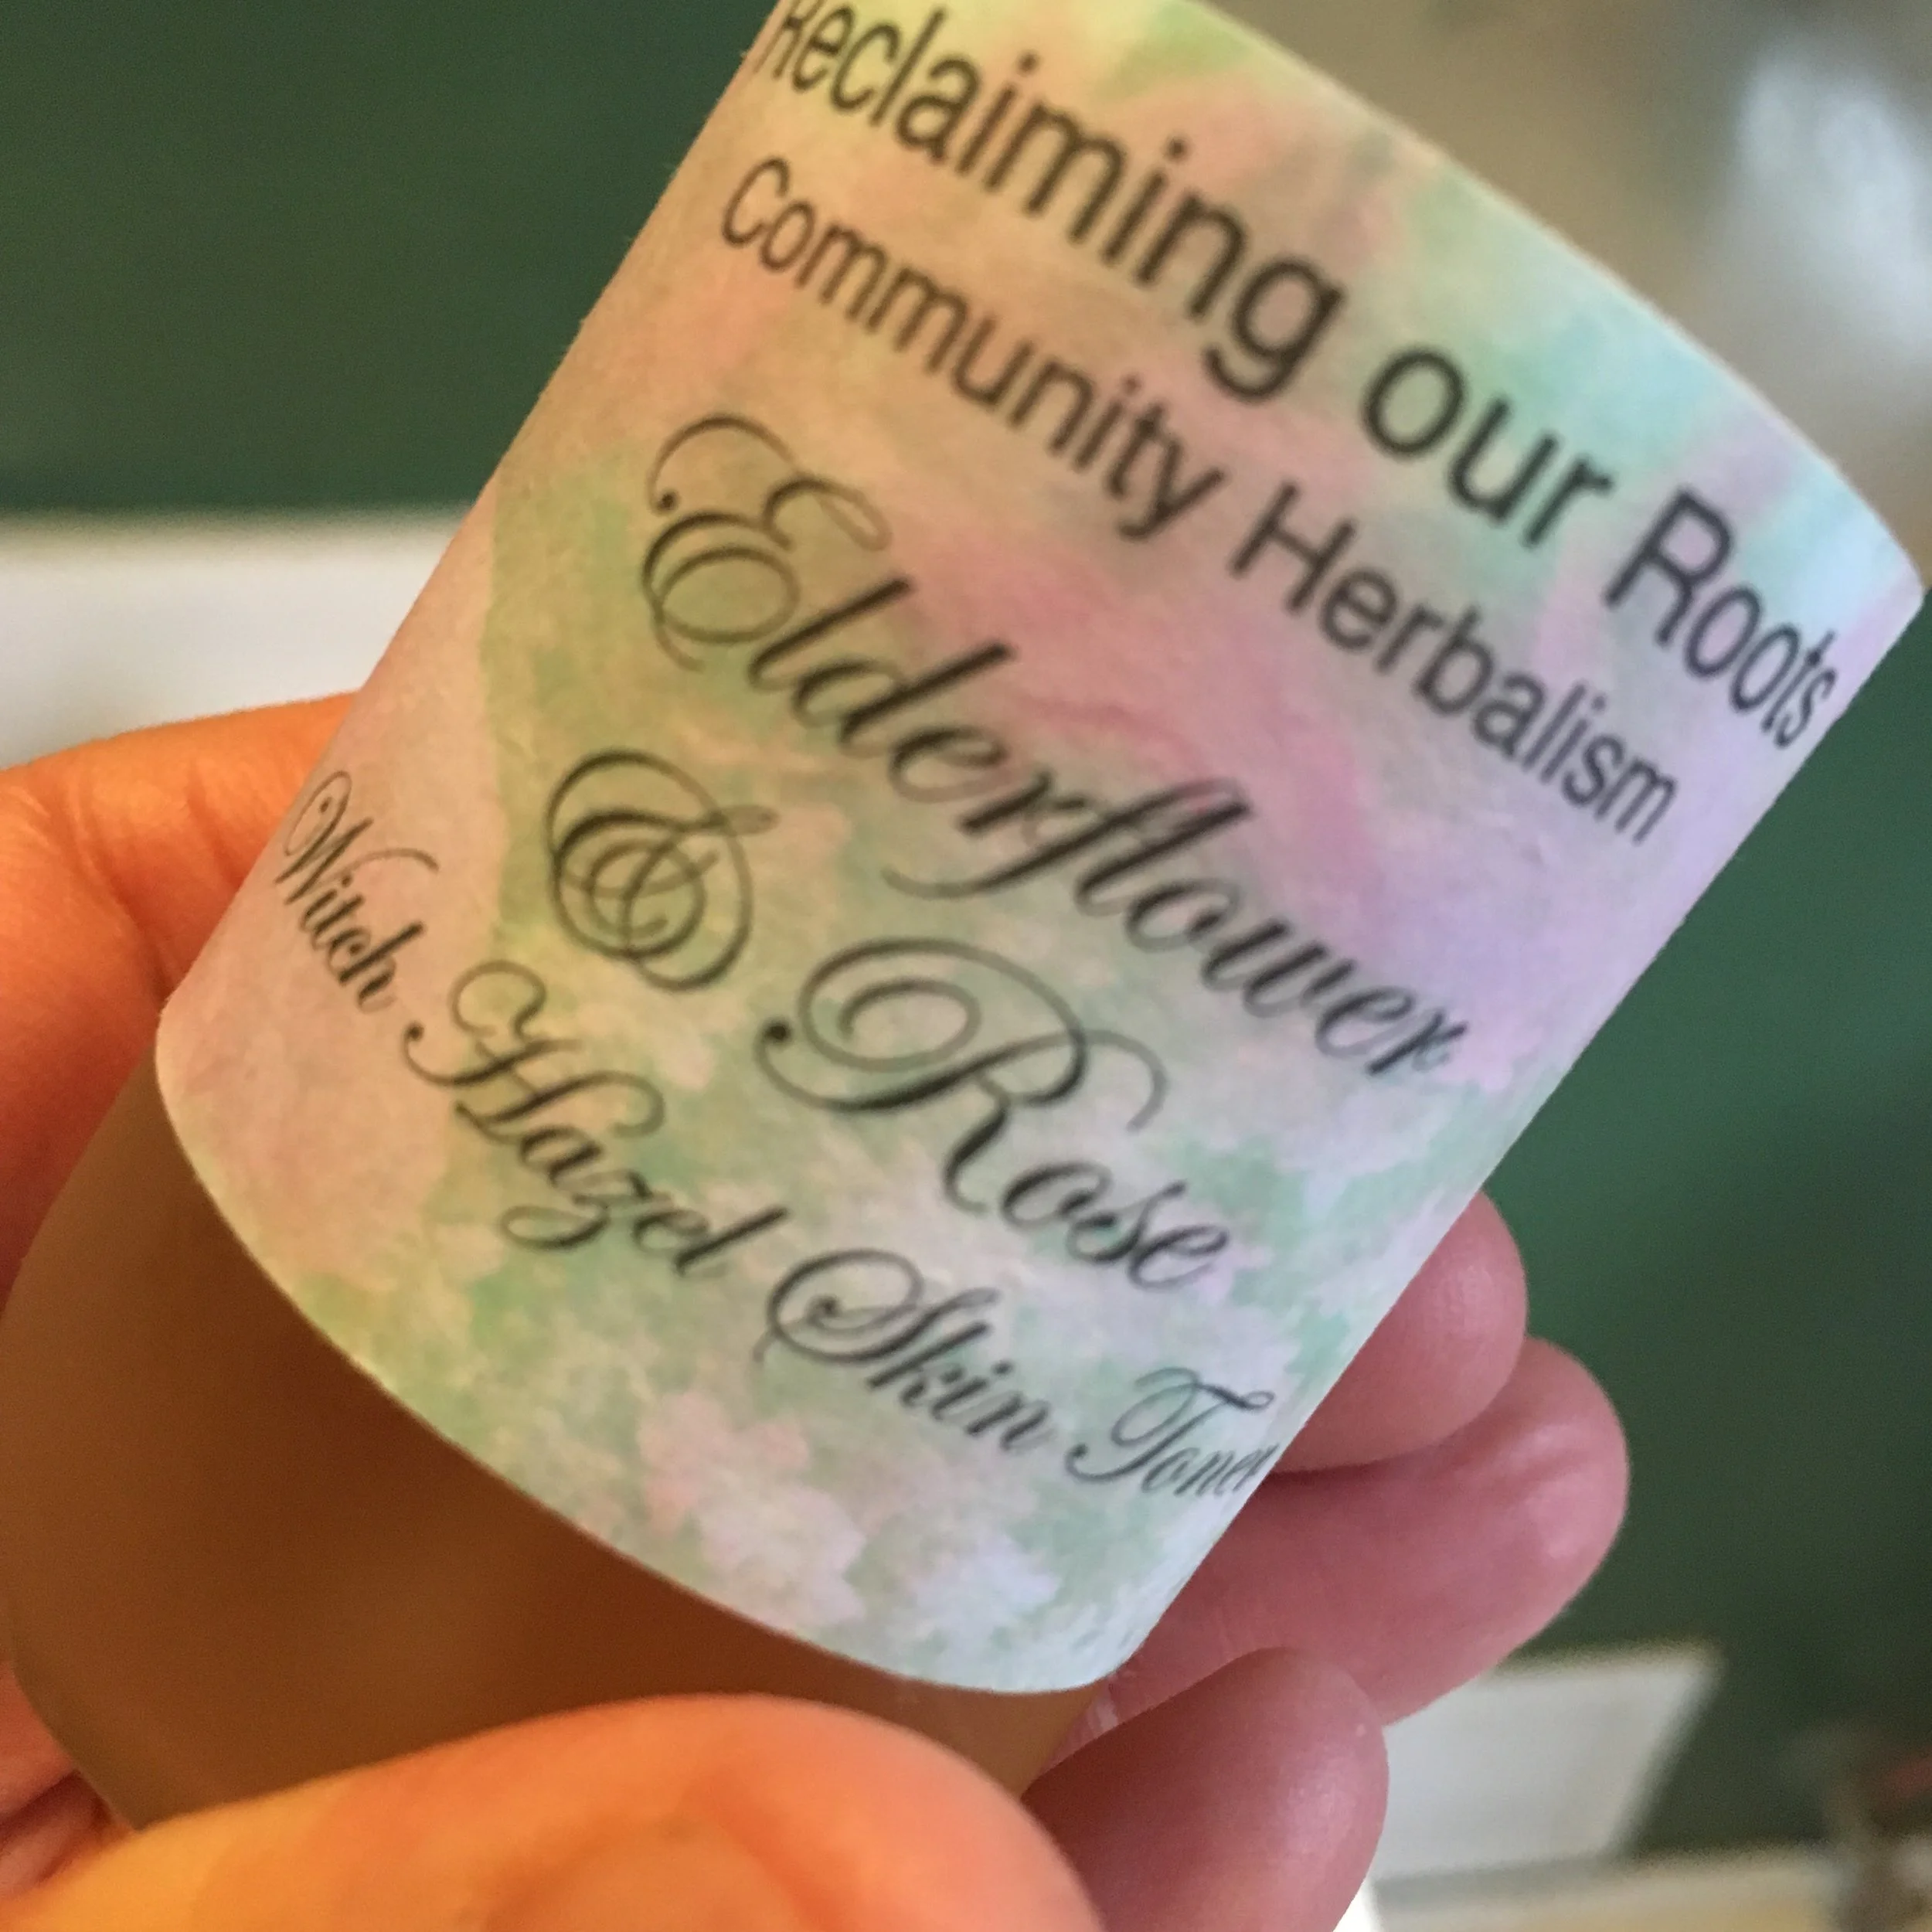 Reclaiming our Roots
Community Herbalism
Elderflower
& Rose
Witch Hazel Skin Toner